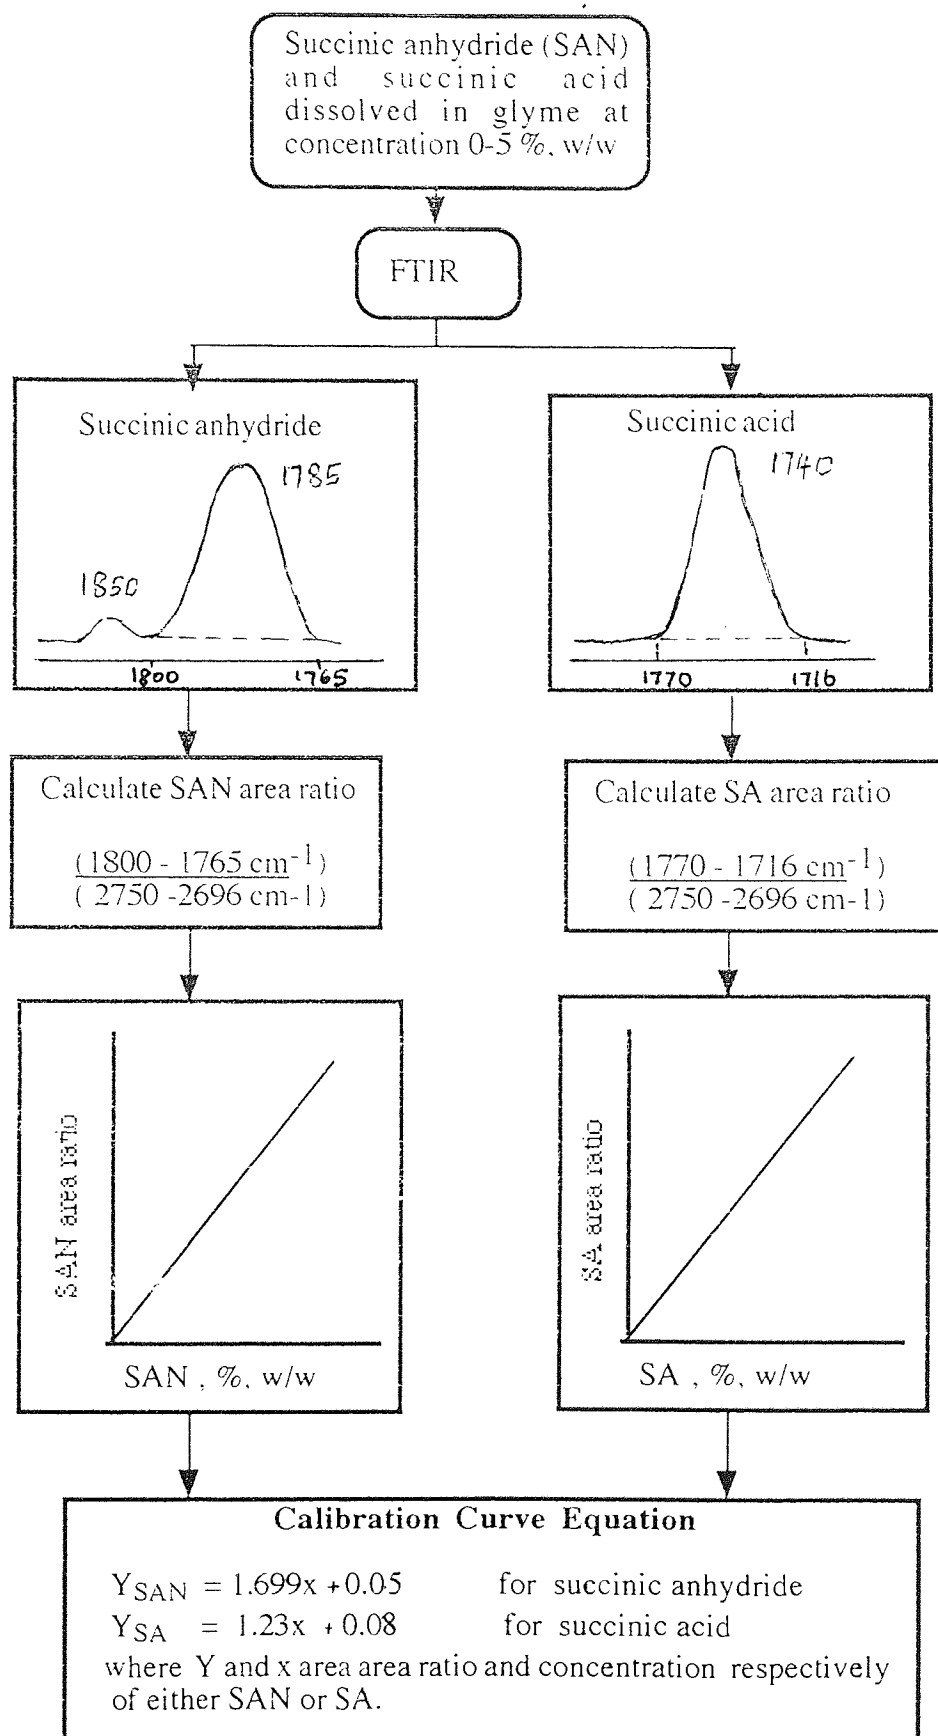 Succinic anhydride (SAN)
and succinic acid
dissolved in glyme at
concentration 0-5 %, w/w
FTIR
Succinic anhydride
1785
1850
1800
1765
Succinic acid
1740
1770
1716
Calculate SAN area ratio
(1800 - 1765 cm-1)
( 2750 -2696 cm-1)
Calculate SA area ratio
(1770 - 1716 cm-1)
( 2750 -2696 cm-1)
SAN area ratio
SAN , %, w/w
SA area ratio
SA , %, w/w
Calibration Curve Equation
YSAN = 1.699x +0.05 for succinic anhydride
YSA = 1.23x +0.08 for succinic acid
where Y and x area area ratio and concentration respectively
of either SAN or SA.